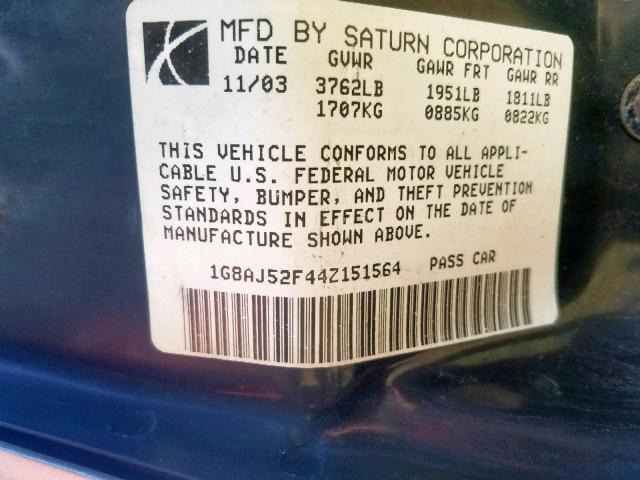 MFD BY SATURN CORPORATION
DATE GVWR GAWR FRT GAWR RR
11/03 3762LB 1951LB 1811LB
1707KG 0885KG 0822KG
THIS VEHICLE CONFORMS TO ALL APPLI-
CABLE U.S. FEDERAL MOTOR VEHICLE
SAFETY, BUMPER, AND THEFT PREVENTION
STANDARDS IN EFFECT ON THE DATE OF
MANUFACTURE SHOWN ABOVE.
1G8AJ52F44Z151564 PASS CAR